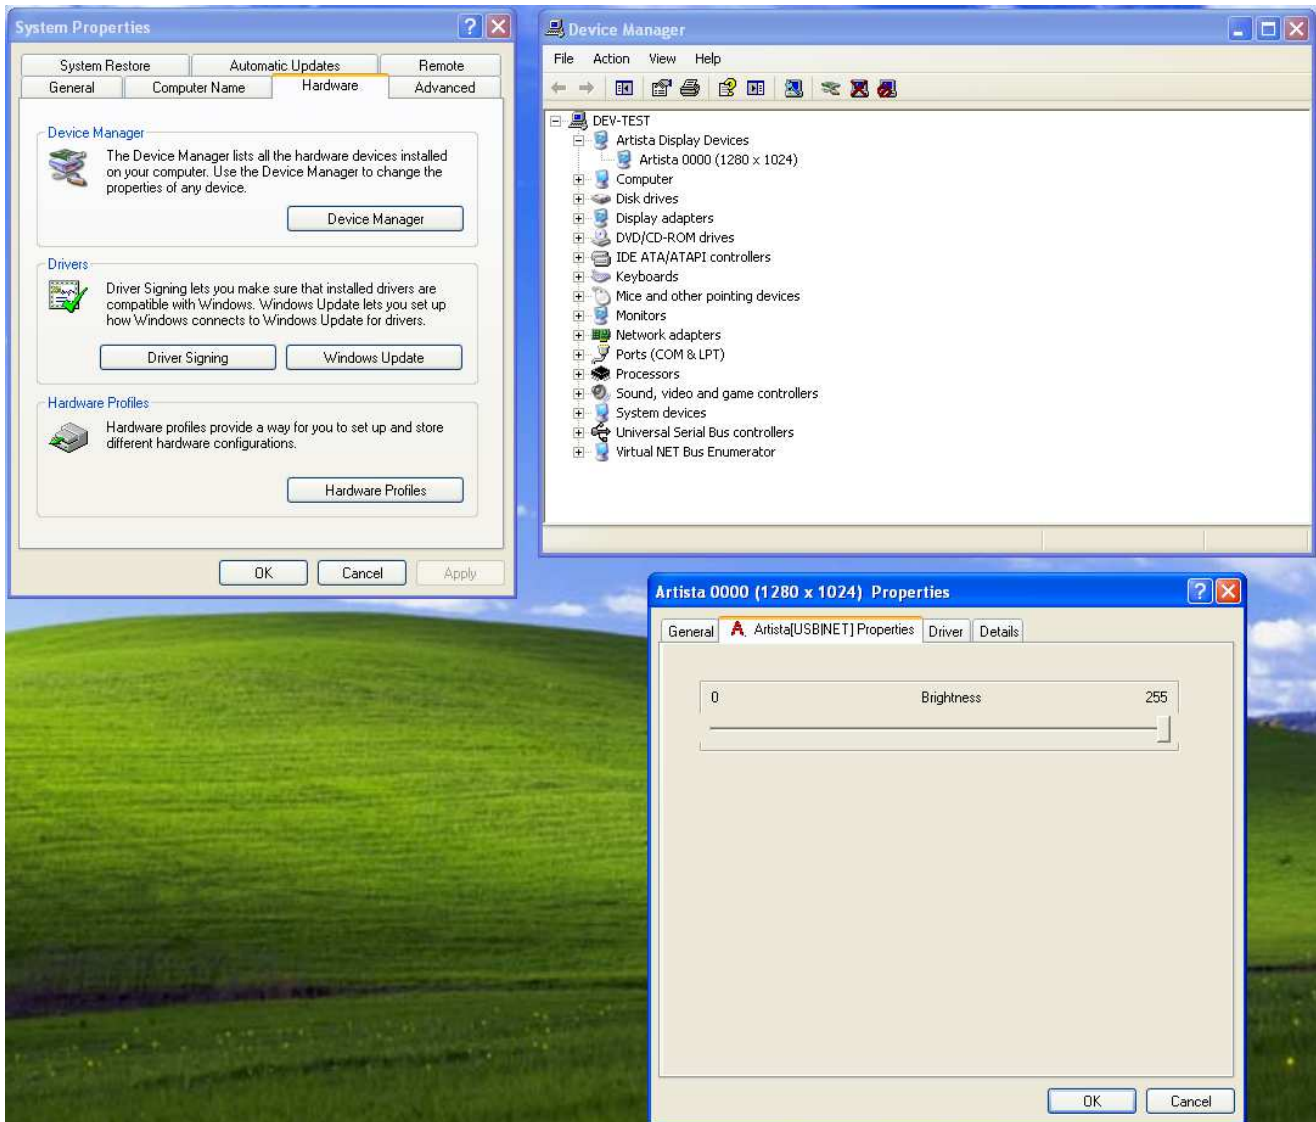 System Properties
System Restore
Automatic Updates
Remote
General
Computer Name
Hardware
Advanced
Device Manager
The Device Manager lists all the hardware devices installed
on your computer. Use the Device Manager to change the
properties of any device.
Device Manager
Drivers
Driver Signing lets you make sure that installed drivers are
compatible with Windows. Windows Update lets you set up
how Windows connects to Windows Update for drivers.
Driver Signing
Windows Update
Hardware Profiles
Hardware profiles provide a way for you to set up and store
different hardware configurations.
Hardware Profiles
OK
Cancel
Apply
Device Manager
File Action View Help
DEV-TEST
Artista Display Devices
Artista 0000 (1280 x 1024)
Computer
Disk drives
Display adapters
DVD/CD-ROM drives
IDE ATA/ATAPI controllers
Keyboards
Mice and other pointing devices
Monitors
Network adapters
Ports (COM & LPT)
Processors
Sound, video and game controllers
System devices
Universal Serial Bus controllers
Virtual NET Bus Enumerator
Artista 0000 (1280 x 1024) Properties
General
A Artista[USB|NET] Properties
Driver
Details
0 Brightness 255
OK
Cancel